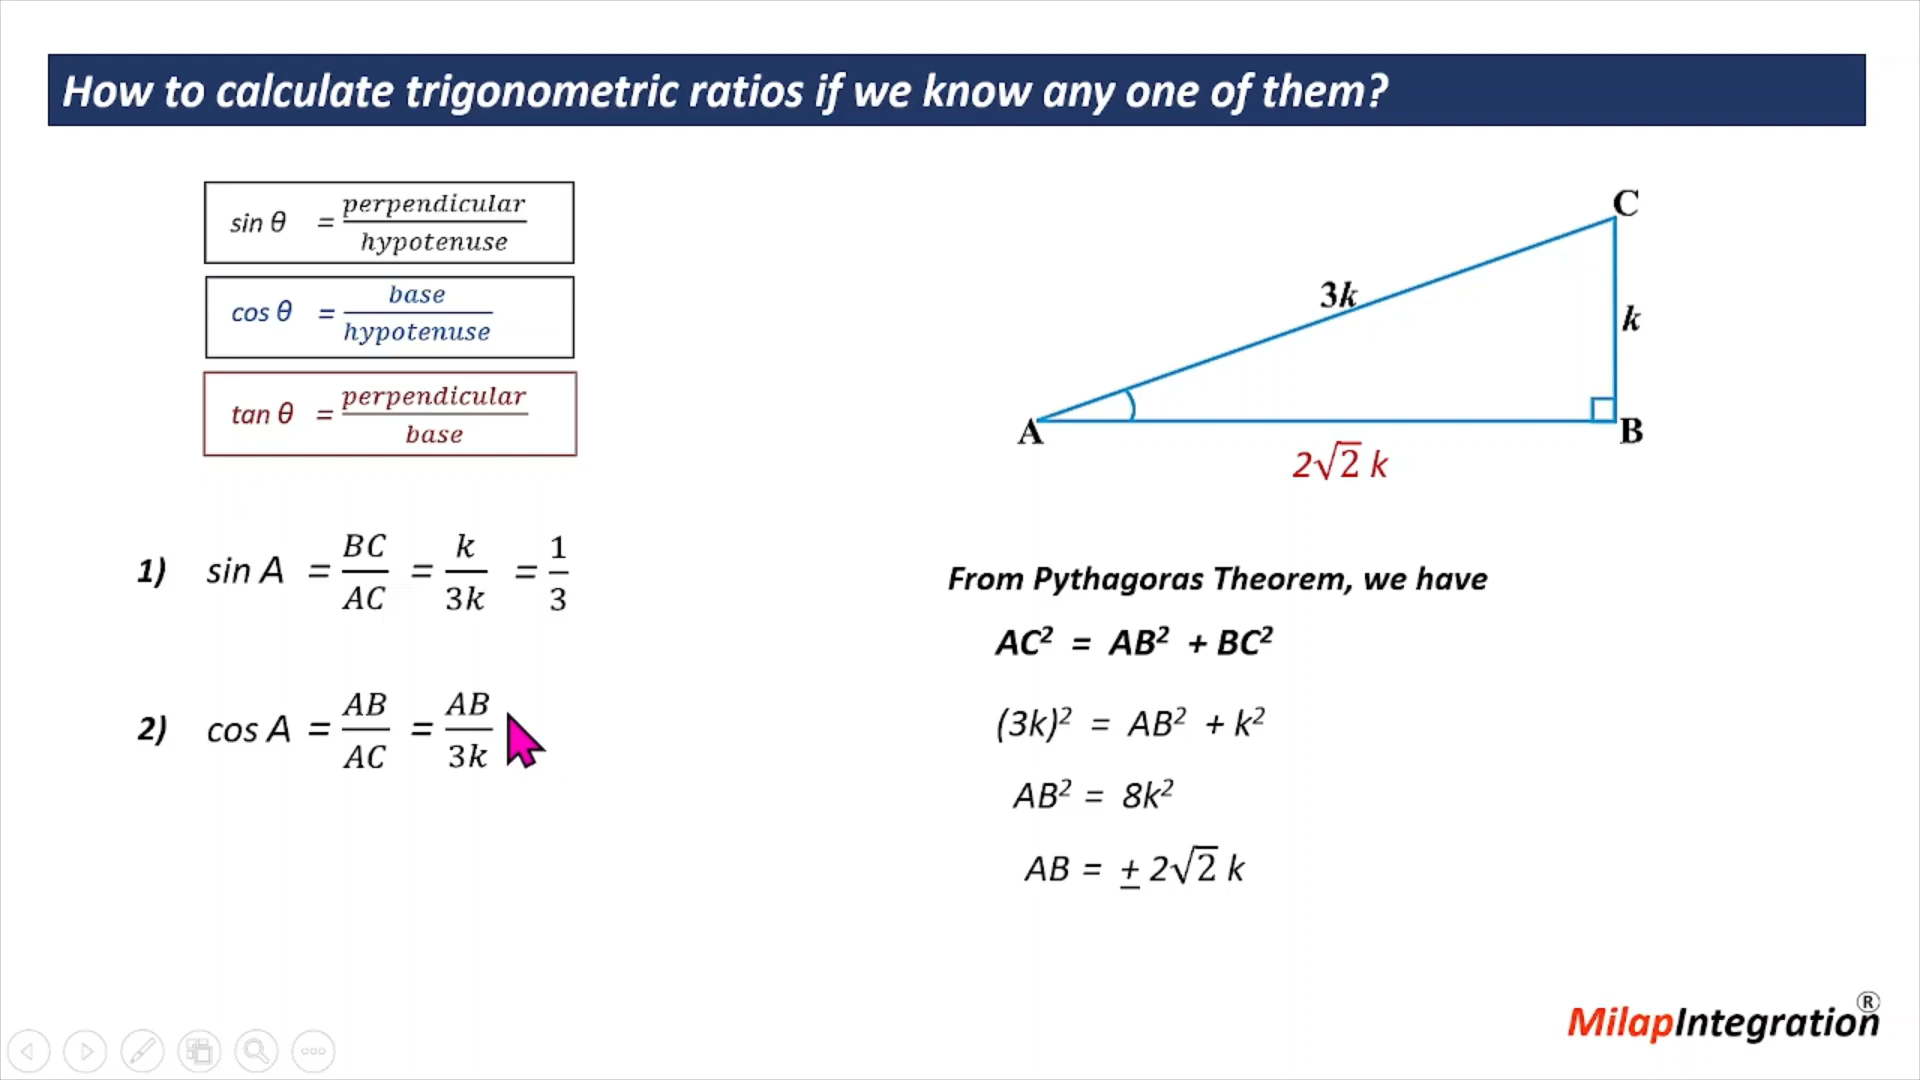 How to calculate trigonometric ratios if we know any one of them?
sin θ = perpendicular / hypotenuse
cos θ = base / hypotenuse
tan θ = perpendicular / base
C
3k
k
A
B
2√2 k
1) sin A = BC / AC = k / 3k = 1 / 3
2) cos A = AB / AC = AB / 3k
From Pythagoras Theorem, we have
AC² = AB² + BC²
(3k)² = AB² + k²
AB² = 8k²
AB = ± 2√2 k
MilapIntegration®